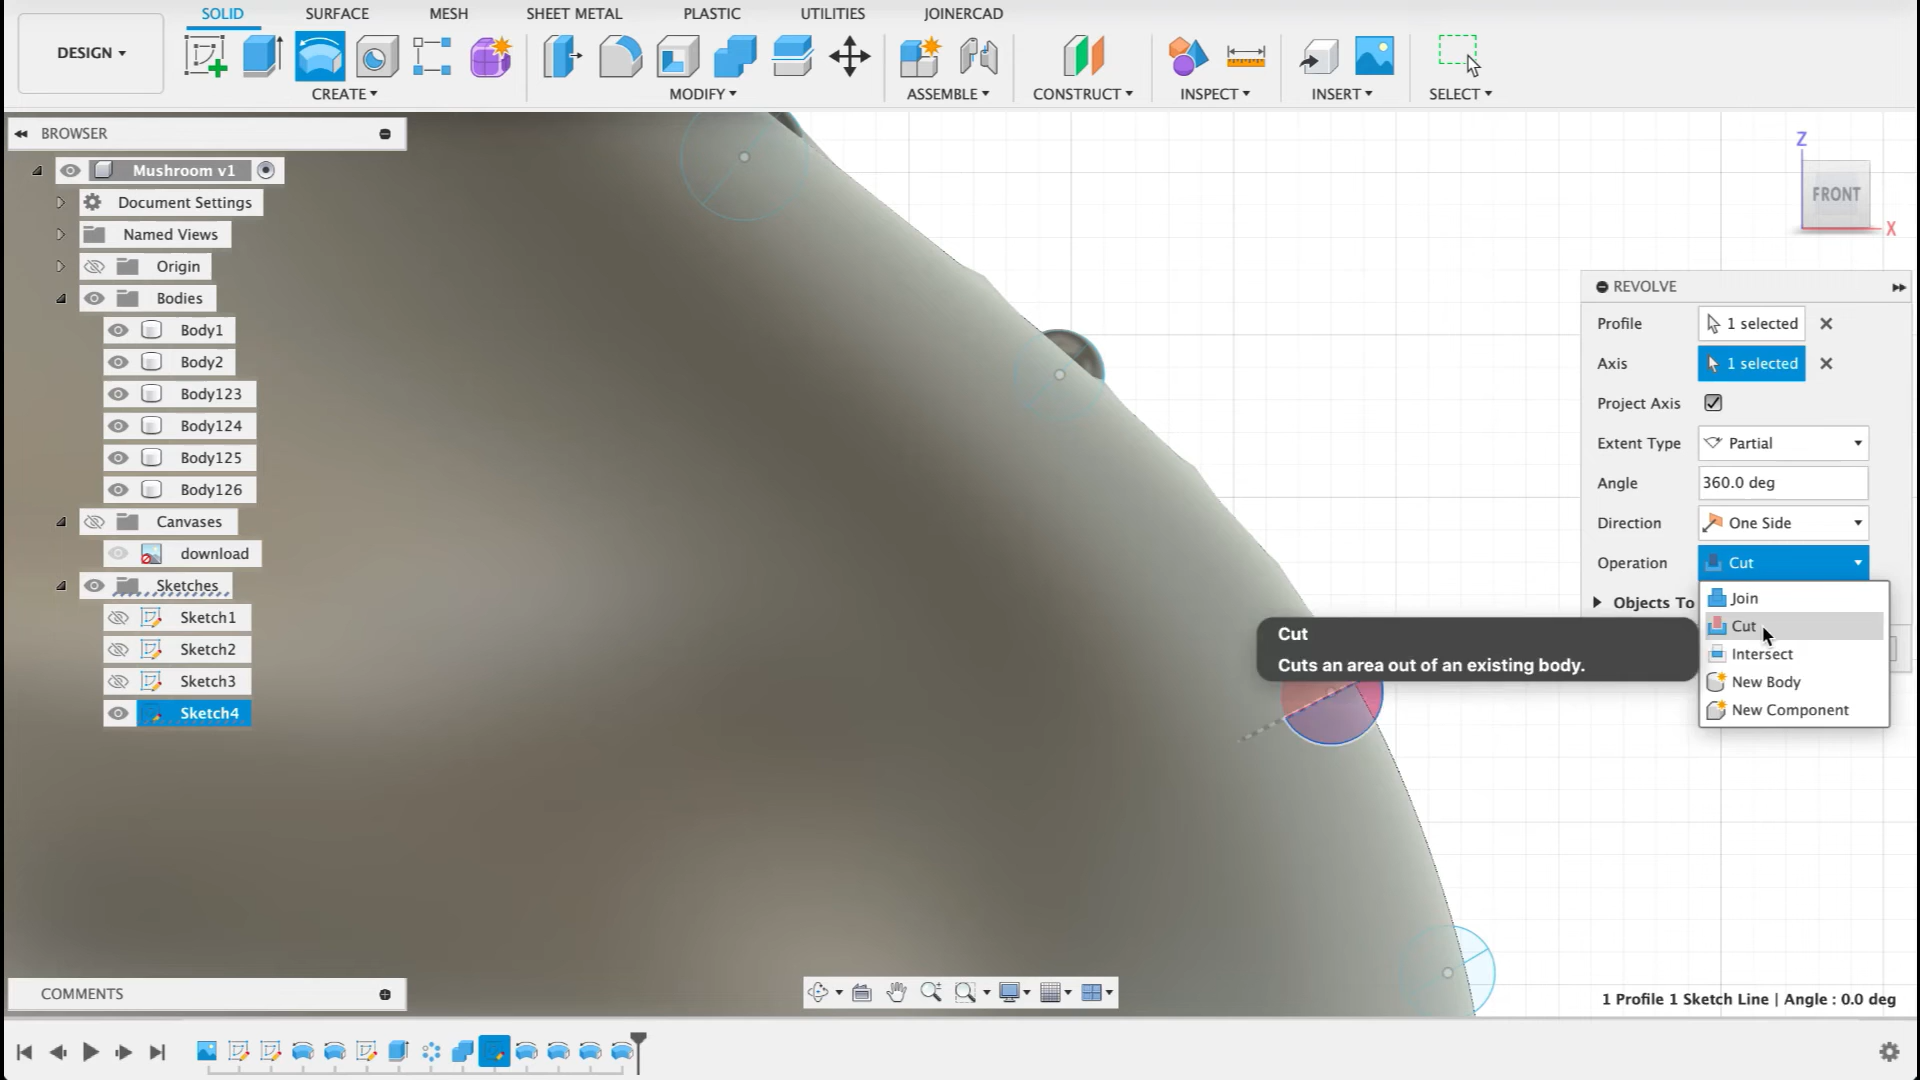 SOLID SURFACE MESH SHEET METAL PLASTIC UTILITIES JOINERCAD
DESIGN
CREATE MODIFY ASSEMBLE CONSTRUCT INSPECT INSERT SELECT
BROWSER
Mushroom v1
Document Settings
Named Views
Origin
Bodies
Body1
Body2
Body123
Body124
Body125
Body126
Canvases
download
Sketches
Sketch1
Sketch2
Sketch3
Sketch4
Z
FRONT
X
REVOLVE
Profile 1 selected
Axis 1 selected
Project Axis
Extent Type Partial
Angle 360.0 deg
Direction One Side
Operation Cut
Objects To
Join
Cut
Intersect
New Body
New Component
Cut
Cuts an area out of an existing body.
COMMENTS
1 Profile 1 Sketch Line | Angle : 0.0 deg